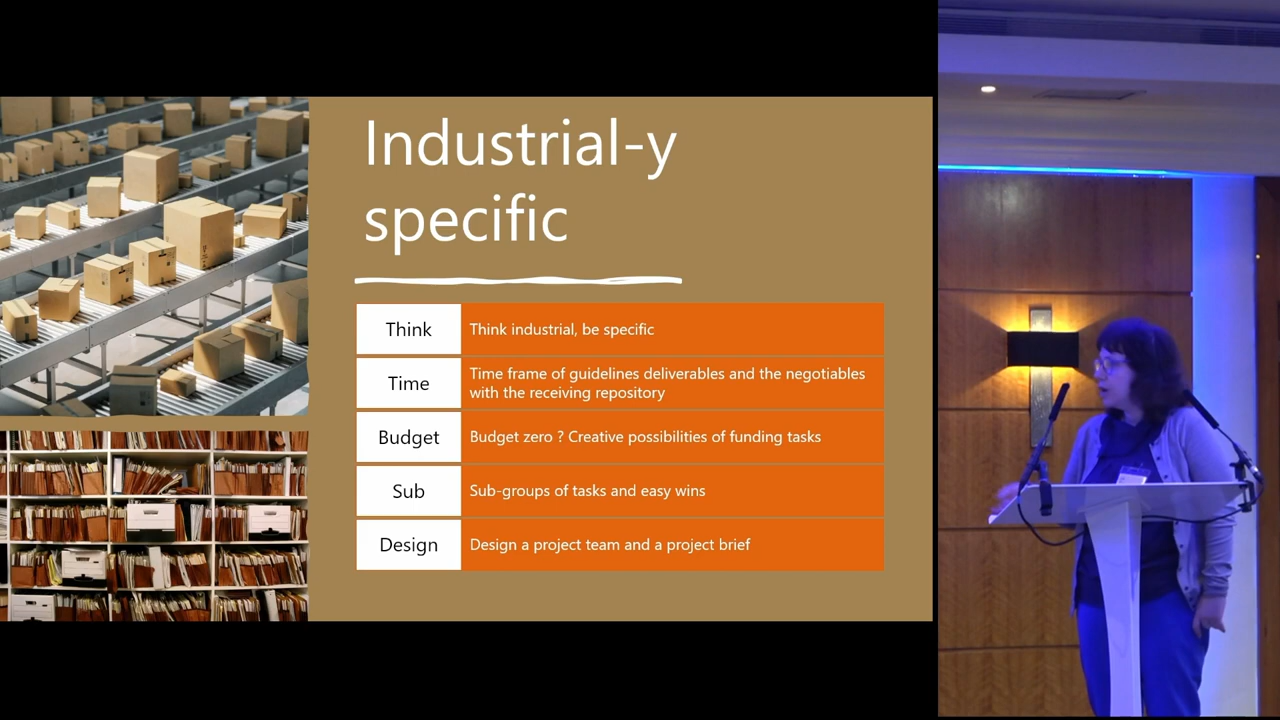 Industrial-y
specific
Think
Think industrial, be specific
Time
Time frame of guidelines deliverables and the negotiables
with the receiving repository
Budget
Budget zero ? Creative possibilities of funding tasks
Sub
Sub-groups of tasks and easy wins
Design
Design a project team and a project brief